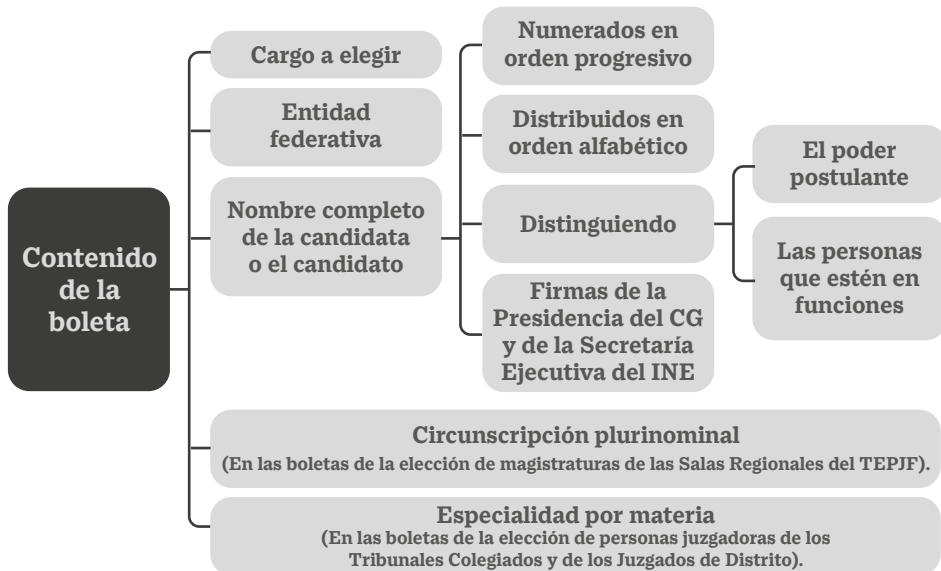 Contenido
de la
boleta
Cargo a elegir
Entidad
federativa
Nombre completo
de la candidata
o el candidato
Numerados en
orden progresivo
Distribuidos en
orden alfabético
Distinguiendo
El poder
postulante
Las personas
que estén en
funciones
Firmas de la
Presidencia del CG
y de la Secretaría
Ejecutiva del INE
Circunscripción plurinominal
(En las boletas de la elección de magistraturas de las Salas Regionales del TEPJF).
Especialidad por materia
(En las boletas de la elección de personas juzgadoras de los
Tribunales Colegiados y de los Juzgados de Distrito).